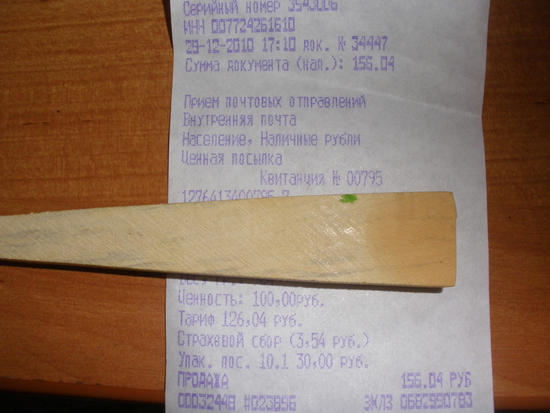 Серийный номер 3543006
ИНН 007724261610
29-12-2010 17:10 док. № 34447
Сумма документа (нал.): 156.04
Прием почтовых отправлений
Внутренняя почта
Население, Наличные рубли
Ценная посылка
Квитанция № 00795
Ценность: 100,00руб.
Тариф 126,04 руб.
Страховой сбор (3,54 руб.)
Упак. пос. 10.1 30,00 руб.
ПРОДАЖА 156.04 РУБ
00032448 #023856 ЭКЛЗ 0682990783